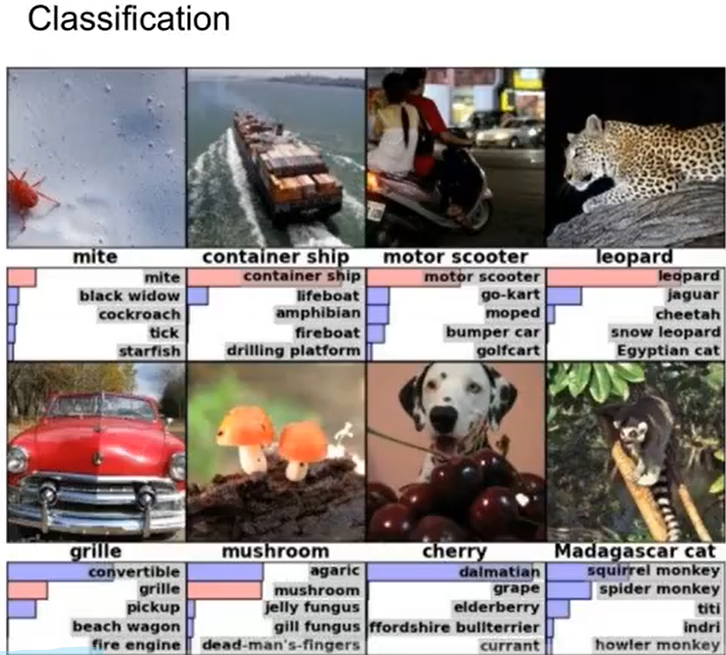 Classification
mite
container ship
motor scooter
leopard
mite
black widow
cockroach
tick
starfish
container ship
lifeboat
amphibian
fireboat
drilling platform
motor scooter
go-kart
moped
bumper car
golfcart
leopard
jaguar
cheetah
snow leopard
Egyptian cat
grille
mushroom
cherry
Madagascar cat
convertible
grille
pickup
beach wagon
fire engine
agaric
mushroom
jelly fungus
gill fungus
dead-man's-fingers
dalmatian
grape
elderberry
ffordshire bullterrier
currant
squirrel monkey
spider monkey
titi
indri
howler monkey